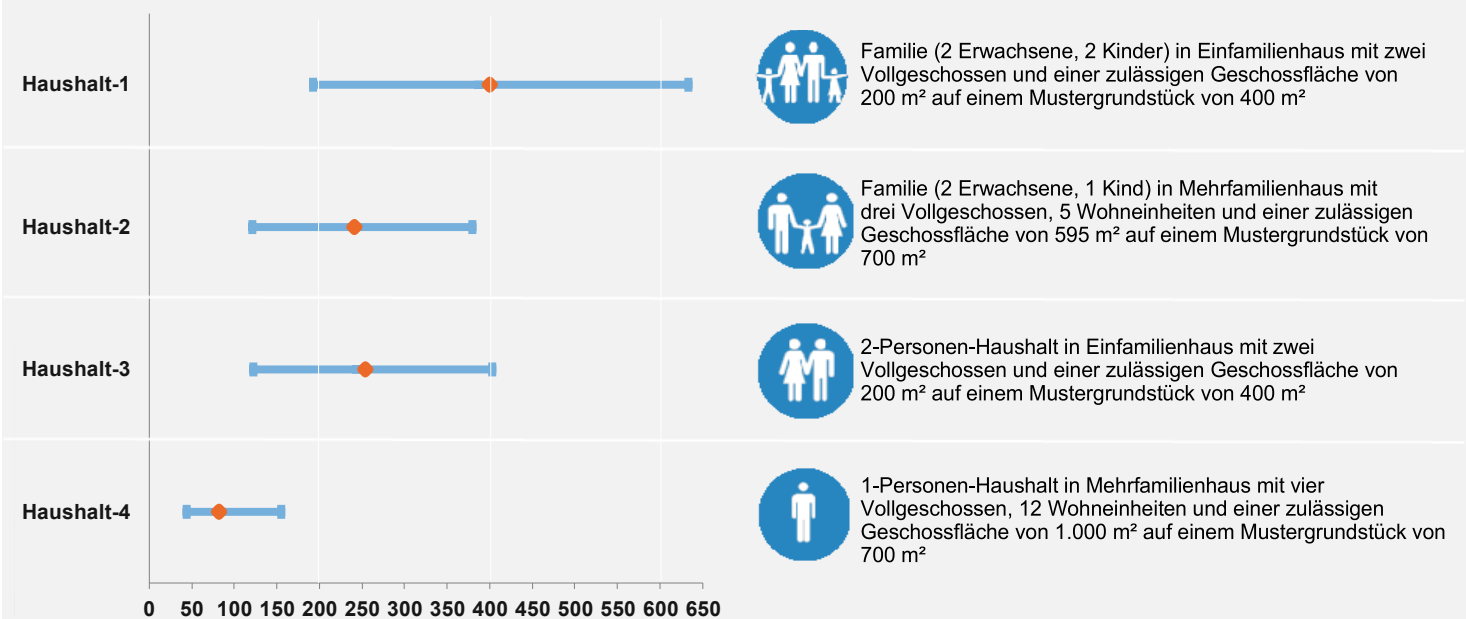 Haushalt-1
Familie (2 Erwachsene, 2 Kinder) in Einfamilienhaus mit zwei
Vollgeschossen und einer zulässigen Geschossfläche von
200 m² auf einem Mustergrundstück von 400 m²
Haushalt-2
Familie (2 Erwachsene, 1 Kind) in Mehrfamilienhaus mit
drei Vollgeschossen, 5 Wohneinheiten und einer zulässigen
Geschossfläche von 595 m² auf einem Mustergrundstück von
700 m²
Haushalt-3
2-Personen-Haushalt in Einfamilienhaus mit zwei
Vollgeschossen und einer zulässigen Geschossfläche von
200 m² auf einem Mustergrundstück von 400 m²
Haushalt-4
1-Personen-Haushalt in Mehrfamilienhaus mit vier
Vollgeschossen, 12 Wohneinheiten und einer zulässigen
Geschossfläche von 1.000 m² auf einem Mustergrundstück von
700 m²
0 50 100 150 200 250 300 350 400 450 500 550 600 650